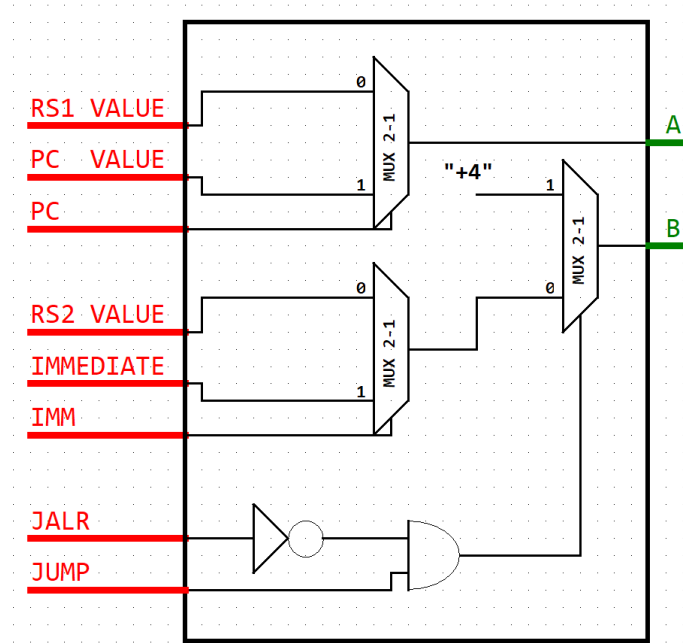 0
RS1 VALUE
A
MUX 2-1
PC VALUE
"+4"
1
1
PC
MUX 2-1
B
0
0
RS2 VALUE
MUX 2-1
IMMEDIATE
1
IMM
JALR
JUMP